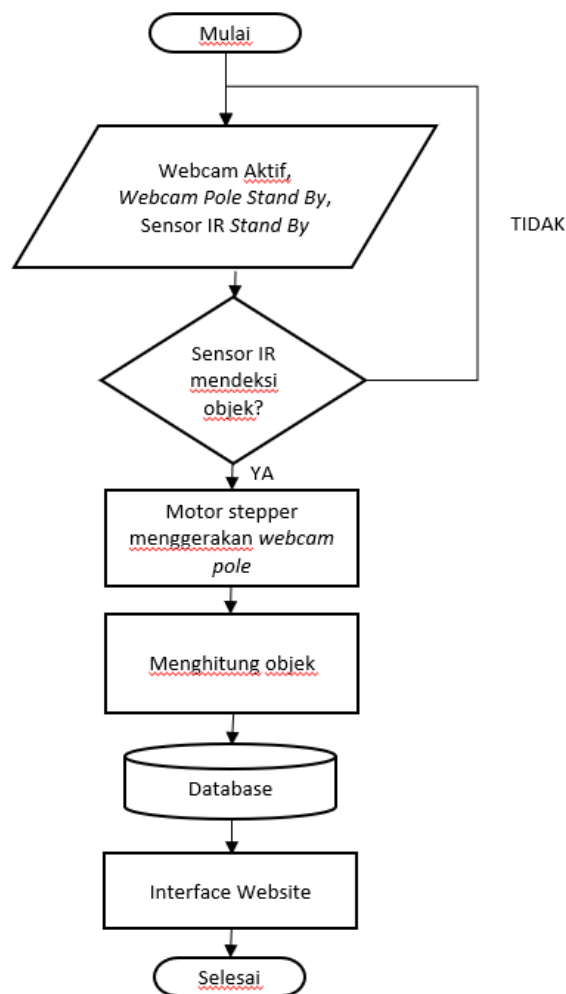 Mulai
Webcam Aktif,
Webcam Pole Stand By,
Sensor IR Stand By
TIDAK
Sensor IR
mendeksi
objek?
YA
Motor stepper
menggerakan webcam
pole
Menghitung objek
Database
Interface Website
Selesai